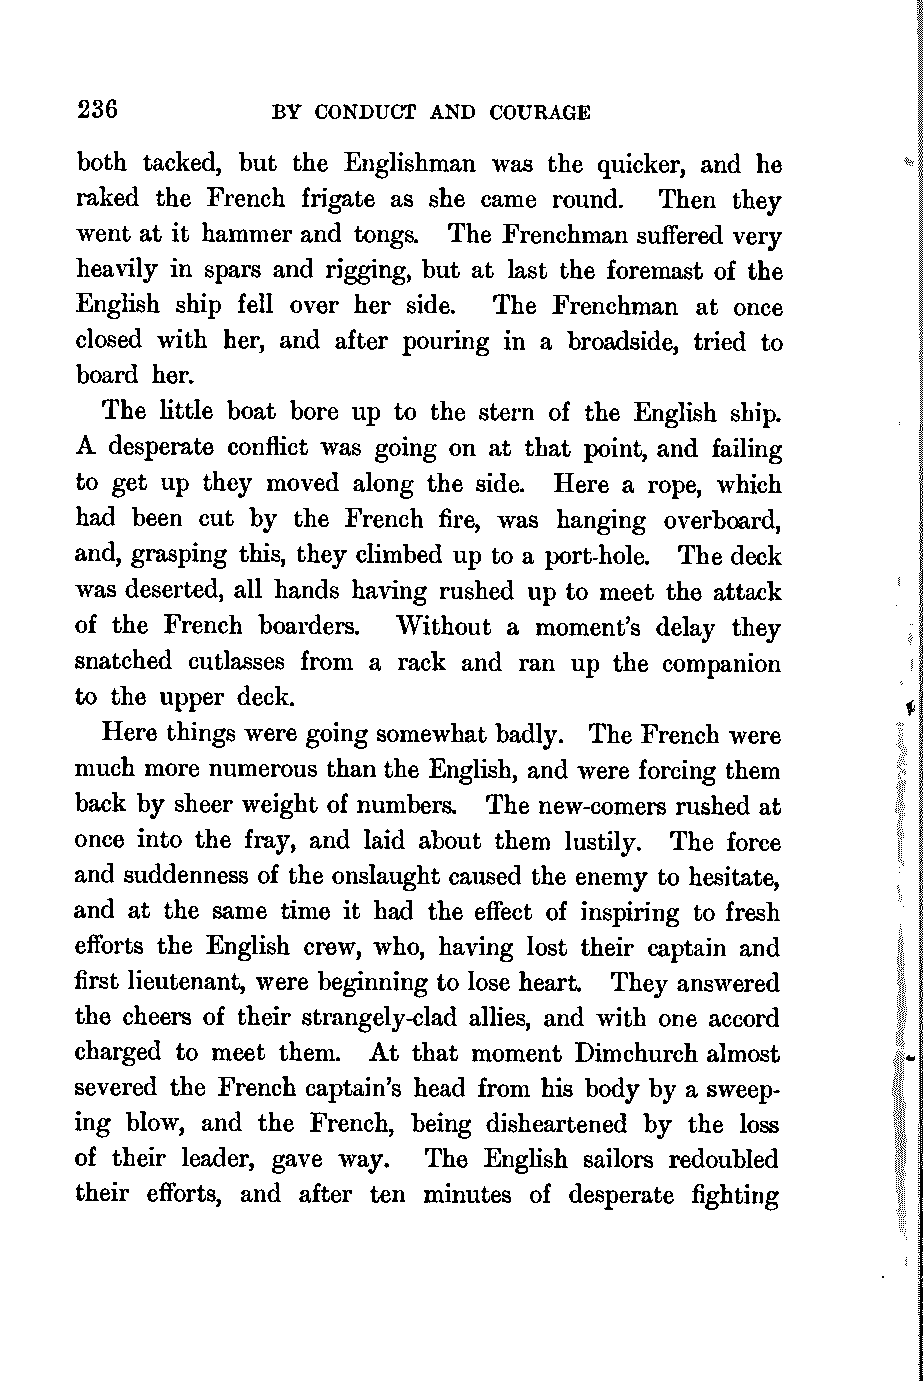 236 BY CONDUCT AND COURAGE
both tacked, but the Englishman was the quicker, and he
raked the French frigate as she came round. Then they
went at it hammer and tongs. The Frenchman suffered very
heavily in spars and rigging, but at last the foremast of the
English ship fell over her side. The Frenchman at once
closed with her, and after pouring in a broadside, tried to
board her.
The little boat bore up to the stern of the English ship.
A desperate conflict was going on at that point, and failing
to get up they moved along the side. Here a rope, which
had been cut by the French fire, was hanging overboard,
and, grasping this, they climbed up to a port-hole. The deck
was deserted, all hands having rushed up to meet the attack
of the French boarders. Without a moment's delay they
snatched cutlasses from a rack and ran up the companion
to the upper deck.
Here things were going somewhat badly. The French were
much more numerous than the English, and were forcing them
back by sheer weight of numbers. The new-comers rushed at
once into the fray, and laid about them lustily. The force
and suddenness of the onslaught caused the enemy to hesitate,
and at the same time it had the effect of inspiring to fresh
efforts the English crew, who, having lost their captain and
first lieutenant, were beginning to lose heart. They answered
the cheers of their strangely-clad allies, and with one accord
charged to meet them. At that moment Dimchurch almost
severed the French captain's head from his body by a sweep-
ing blow, and the French, being disheartened by the loss
of their leader, gave way. The English sailors redoubled
their efforts, and after ten minutes of desperate fighting